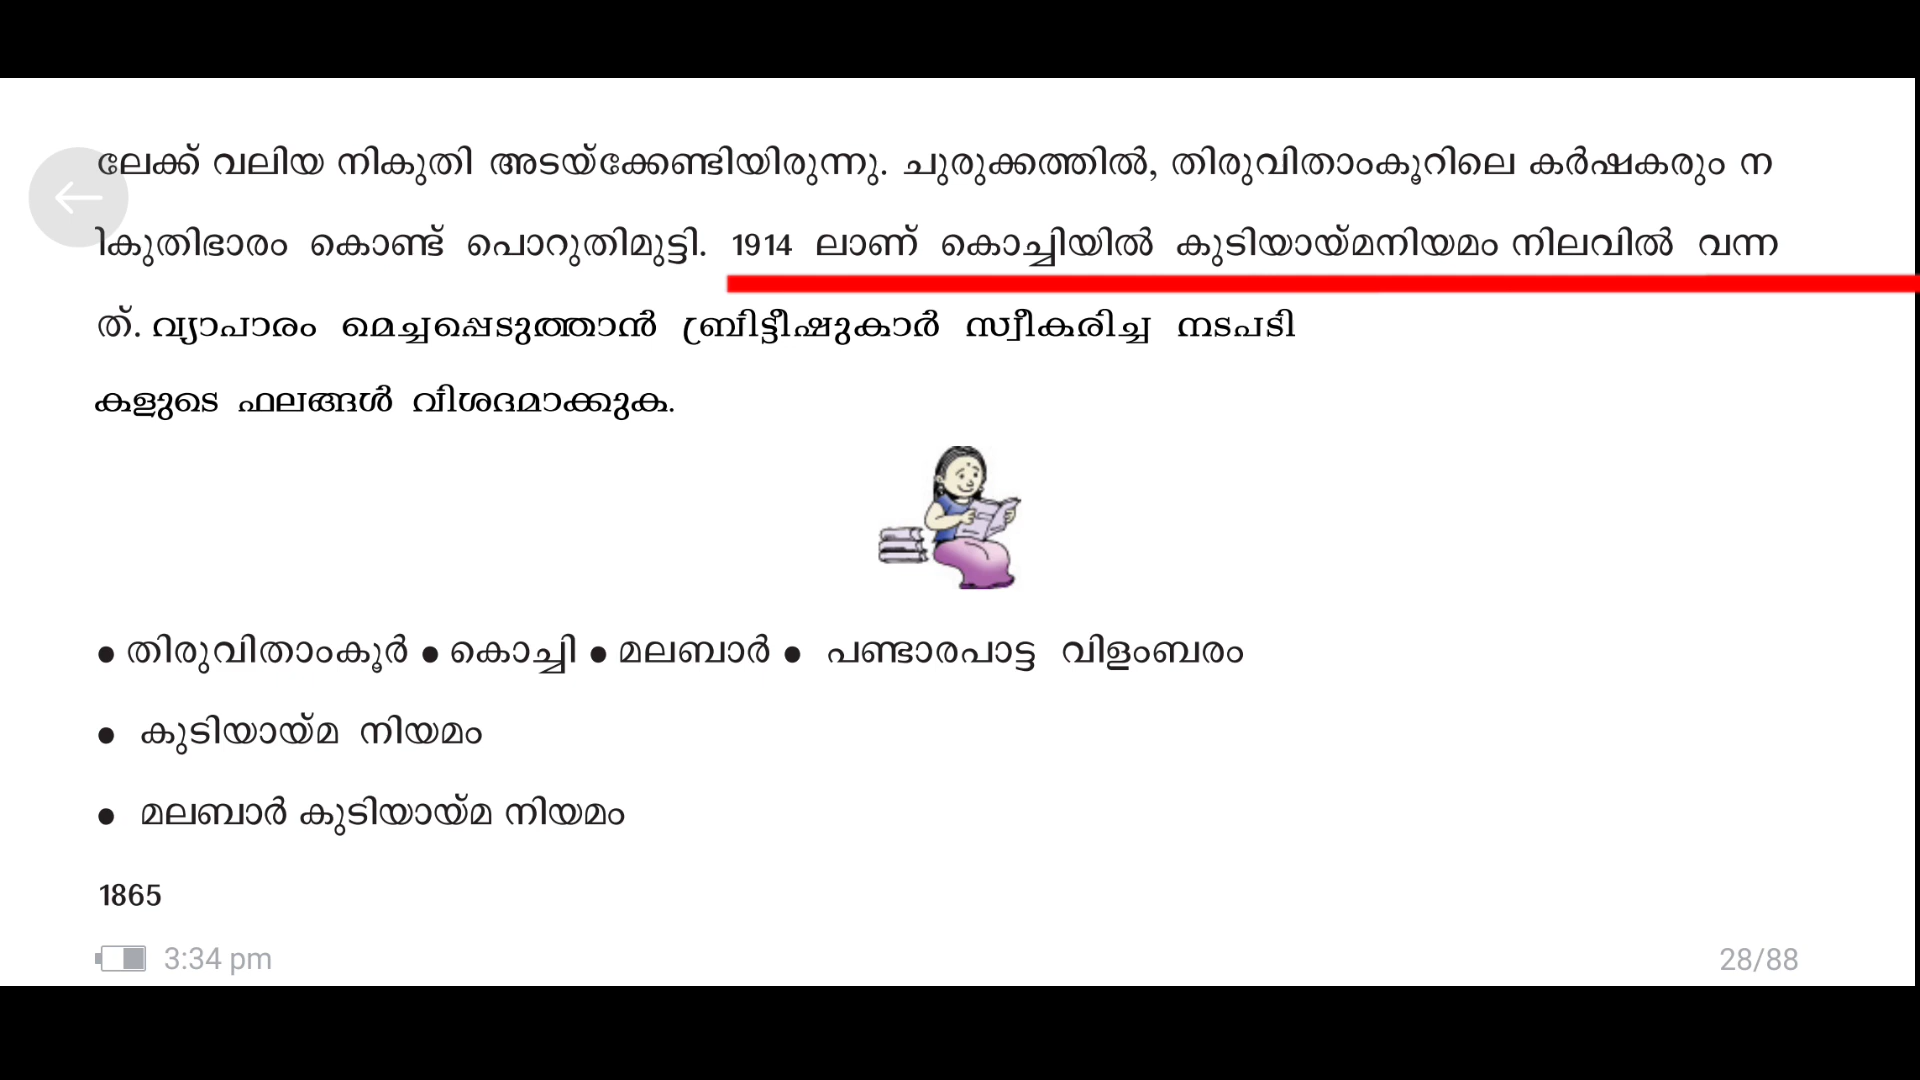 ലേക്ക് വലിയ നികുതി അടയ്ക്കേണ്ടിയിരുന്നു. ചുരുക്കത്തിൽ, തിരുവിതാംകൂറിലെ കർഷകരും ന
ികുതിഭാരം കൊണ്ട് പൊറുതിമുട്ടി. 1914 ലാണ് കൊച്ചിയിൽ കുടിയായ്മനിയമം നിലവിൽ വന്ന
ത്. വ്യാപാരം മെച്ചപ്പെടുത്താൻ ബ്രിട്ടീഷുകാർ സ്വീകരിച്ച നടപടി
കളുടെ ഫലങ്ങൾ വിശദമാക്കുക.
• തിരുവിതാംകൂർ • കൊച്ചി • മലബാർ • പണ്ടാരപാട്ട വിളംബരം
• കുടിയായ്മ നിയമം
• മലബാർ കുടിയായ്മ നിയമം
1865
3:34 pm 28/88